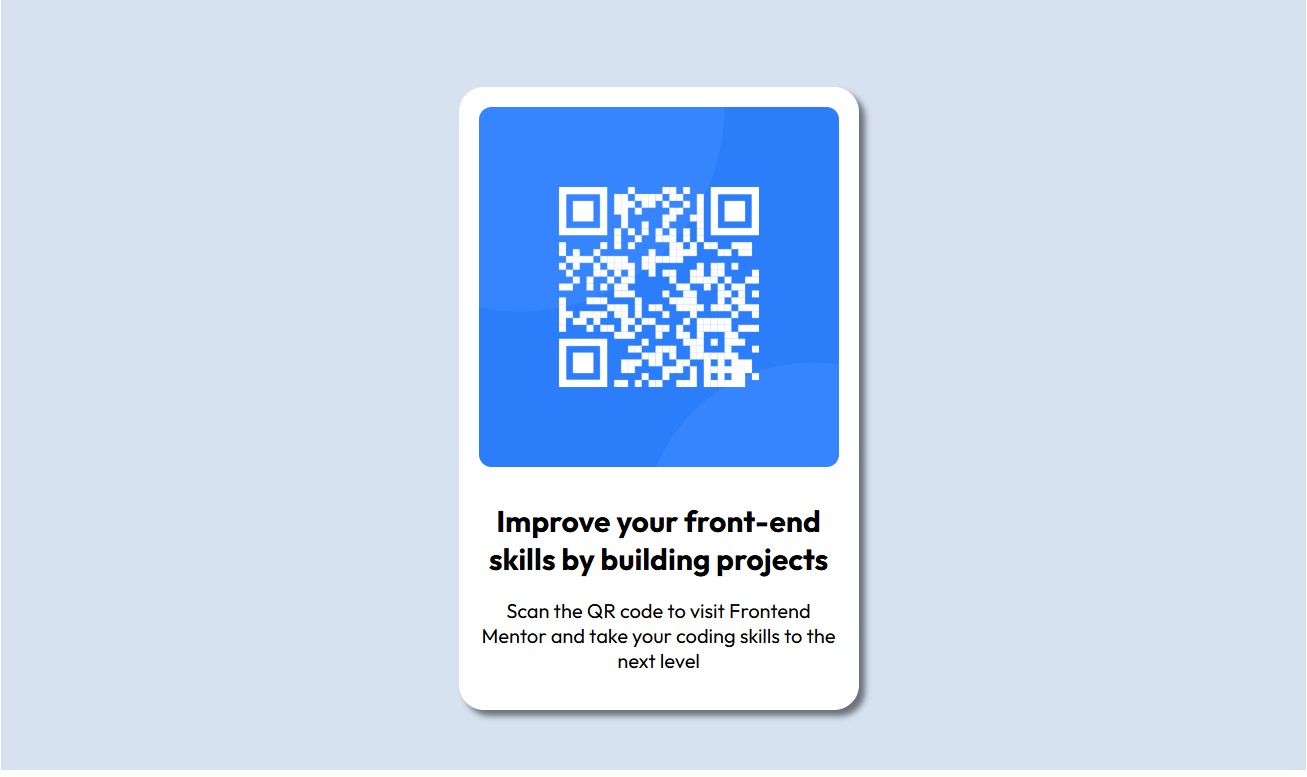 Improve your front-end
skills by building projects
Scan the QR code to visit Frontend
Mentor and take your coding skills to the
next level